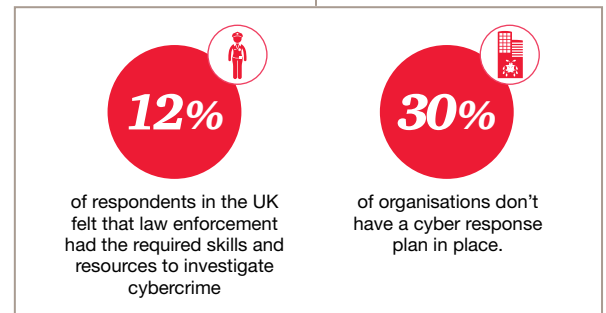 12%
of respondents in the UK
felt that law enforcement
had the required skills and
resources to investigate
cybercrime
30%
of organisations don't
have a cyber response
plan in place.